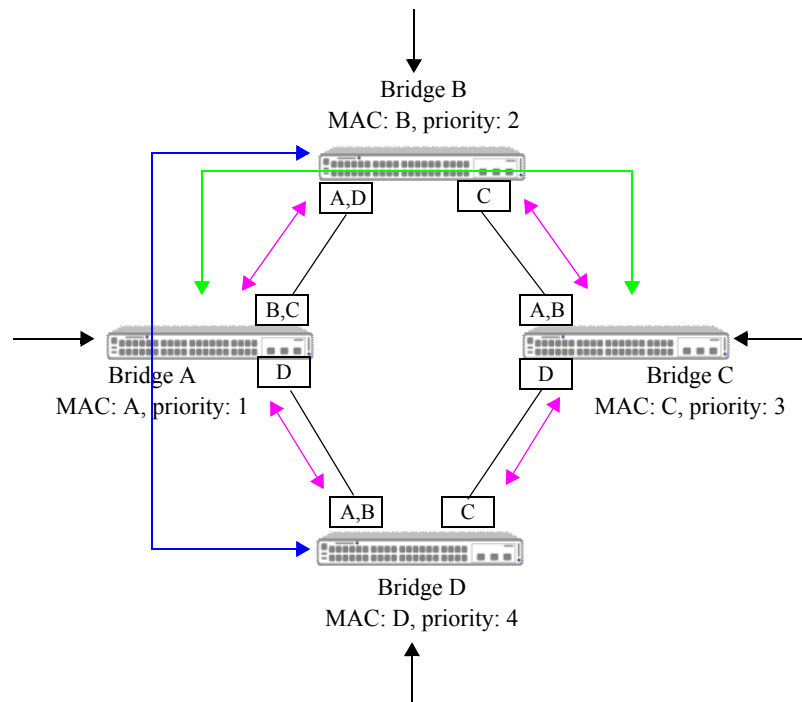 Bridge B
MAC: B, priority: 2
A,D
C
B,C
A,B
Bridge A
MAC: A, priority: 1
D
D
Bridge C
MAC: C, priority: 3
A,B
C
Bridge D
MAC: D, priority: 4